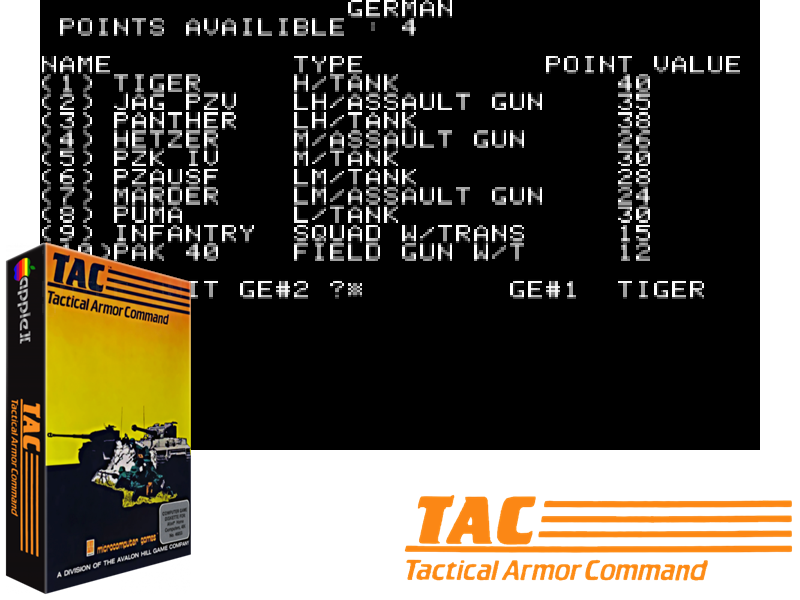 GERMAN
POINTS AVAILIBLE : 4
NAME TYPE POINT VALUE
(1) TIGER H/TANK 40
(2) JAG PZV LH/ASSAULT GUN 35
(3) PANTHER LH/TANK 38
(4) HETZER M/ASSAULT GUN 26
(5) PZK IV M/TANK 30
(6) PZAUSF LM/TANK 28
(7) MARDER LM/ASSAULT GUN 24
(8) PUMA L/TANK 30
(9) INFANTRY SQUAD W/TRANS 15
PAK 40 FIELD GUN W/T 12
IT GE#2 ? GE#1 TIGER
apple II
TAC
Tactical Armor Command
TAC
Tactical Armor Command
microcomputer games
A DIVISION OF THE AVALON HILL GAME COMPANY
TAC
Tactical Armor Command